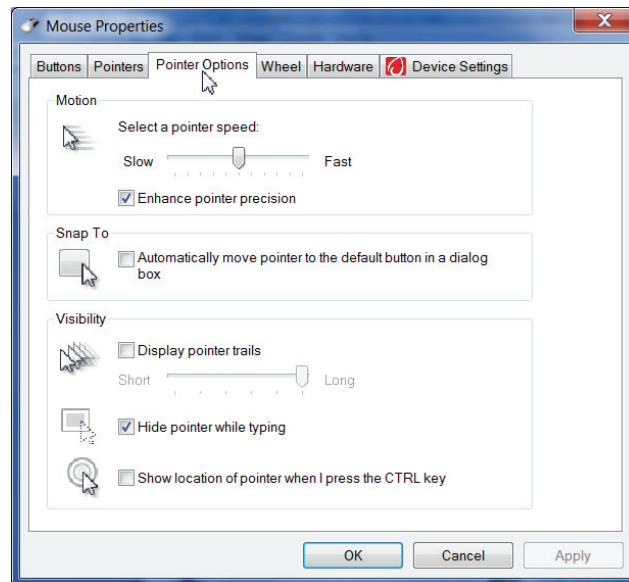 Mouse Properties
Buttons Pointers Pointer Options Wheel Hardware Device Settings
Motion
Select a pointer speed:
Slow Fast
Enhance pointer precision
Snap To
Automatically move pointer to the default button in a dialog
box
Visibility
Display pointer trails
Short Long
Hide pointer while typing
Show location of pointer when I press the CTRL key
OK Cancel Apply